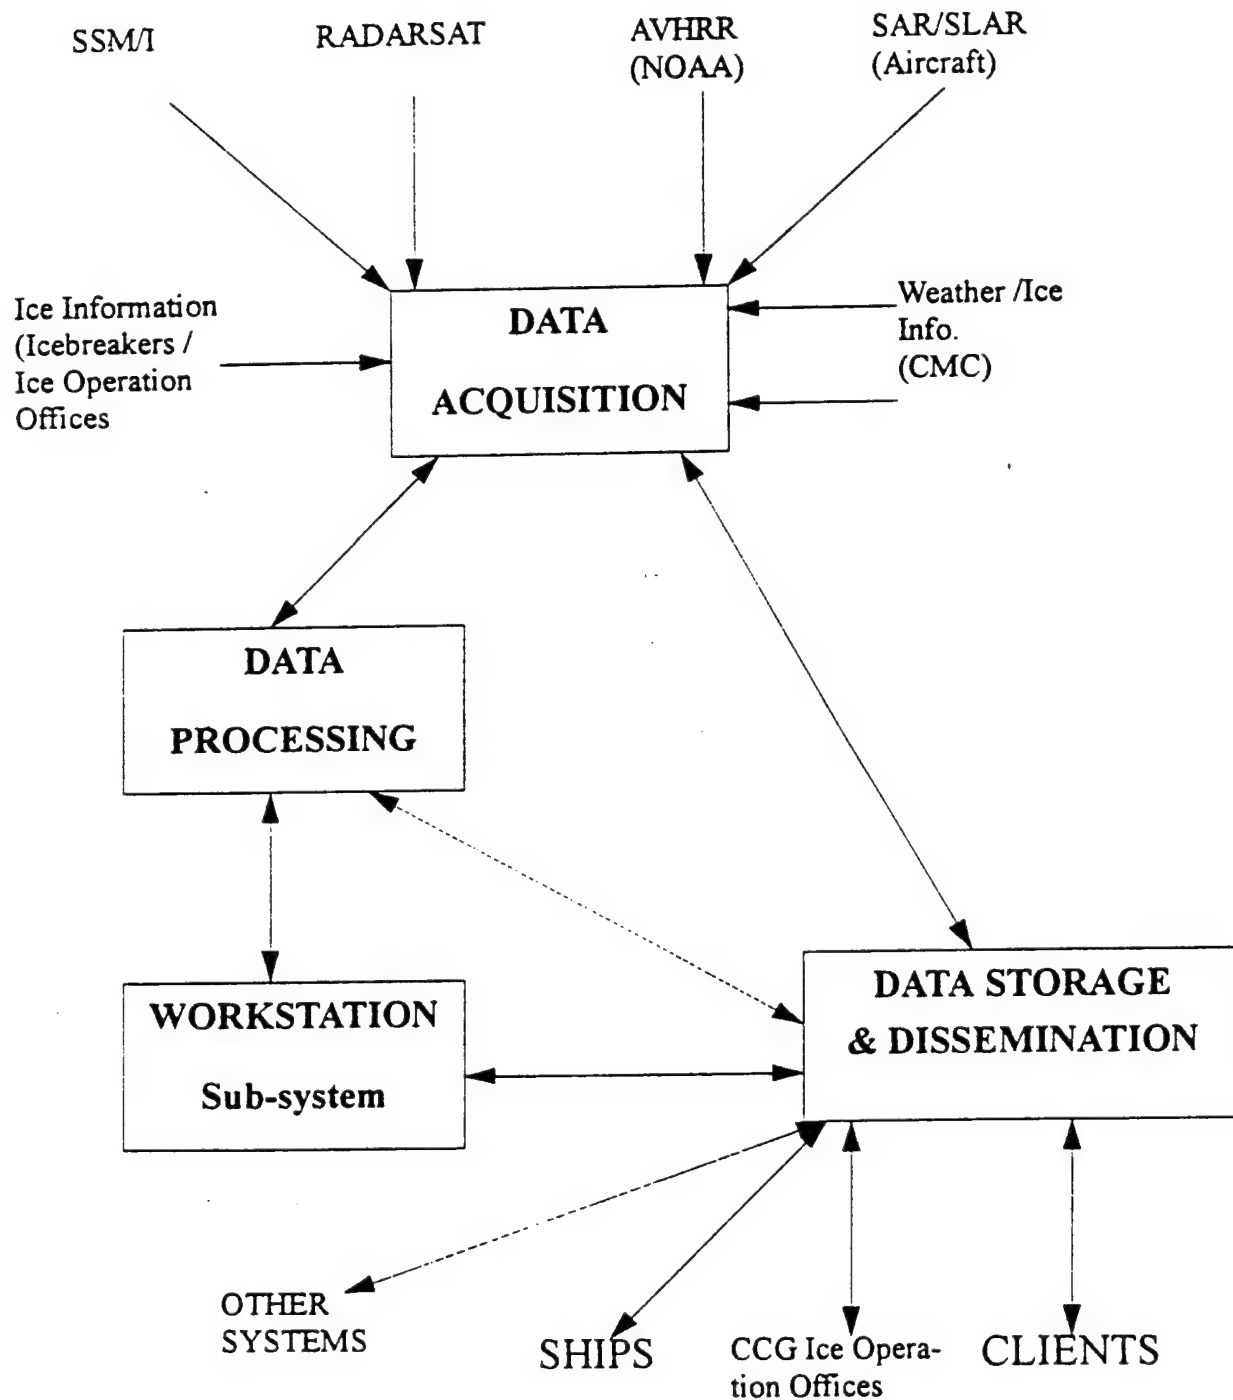 SSM/I
RADARSAT
AVHRR
(NOAA)
SAR/SLAR
(Aircraft)
Ice Information
(Icebreakers /
Ice Operation
Offices
DATA
ACQUISITION
Weather /Ice
Info.
(CMC)
DATA
PROCESSING
WORKSTATION
Sub-system
DATA STORAGE
& DISSEMINATION
OTHER
SYSTEMS
SHIPS
CCG Ice Opera-
tion Offices
CLIENTS